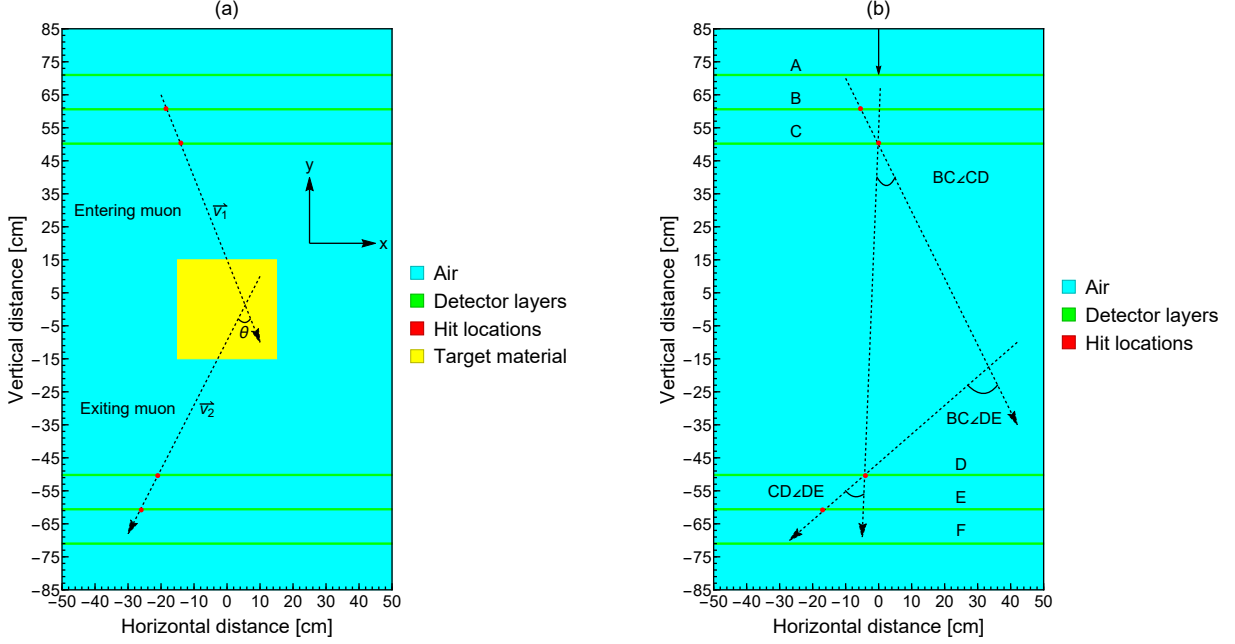 (a)
85
75
65
55
45
35
25
15
5
−5
−15
−25
−35
−45
−55
−65
−75
−85
−50 −40 −30 −20 −10 0 10 20 30 40 50
Vertical distance [cm]
Horizontal distance [cm]
Entering muon
v₁
y
x
θ
Exiting muon
v₂
Air
Detector layers
Hit locations
Target material
(b)
85
75
65
55
45
35
25
15
5
−5
−15
−25
−35
−45
−55
−65
−75
−85
−50 −40 −30 −20 −10 0 10 20 30 40 50
Vertical distance [cm]
Horizontal distance [cm]
A
B
C
BC∠CD
BC∠DE
D
CD∠DE
E
F
Air
Detector layers
Hit locations